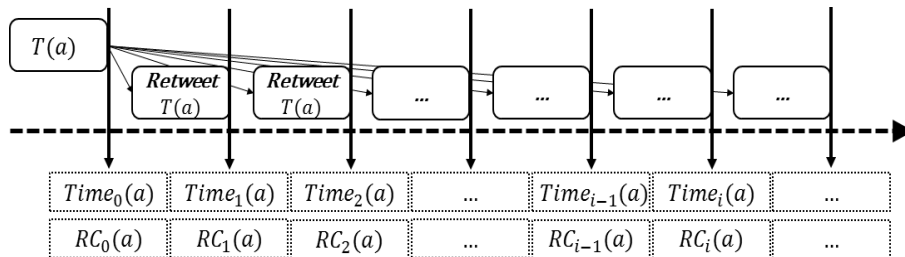 T(a)
Retweet T(a)
Retweet T(a)
...
...
...
...
Time₀(a) Time₁(a) Time₂(a) ... Timeᵢ₋₁(a) Timeᵢ(a) ...
RC₀(a) RC₁(a) RC₂(a) ... RCᵢ₋₁(a) RCᵢ(a) ...